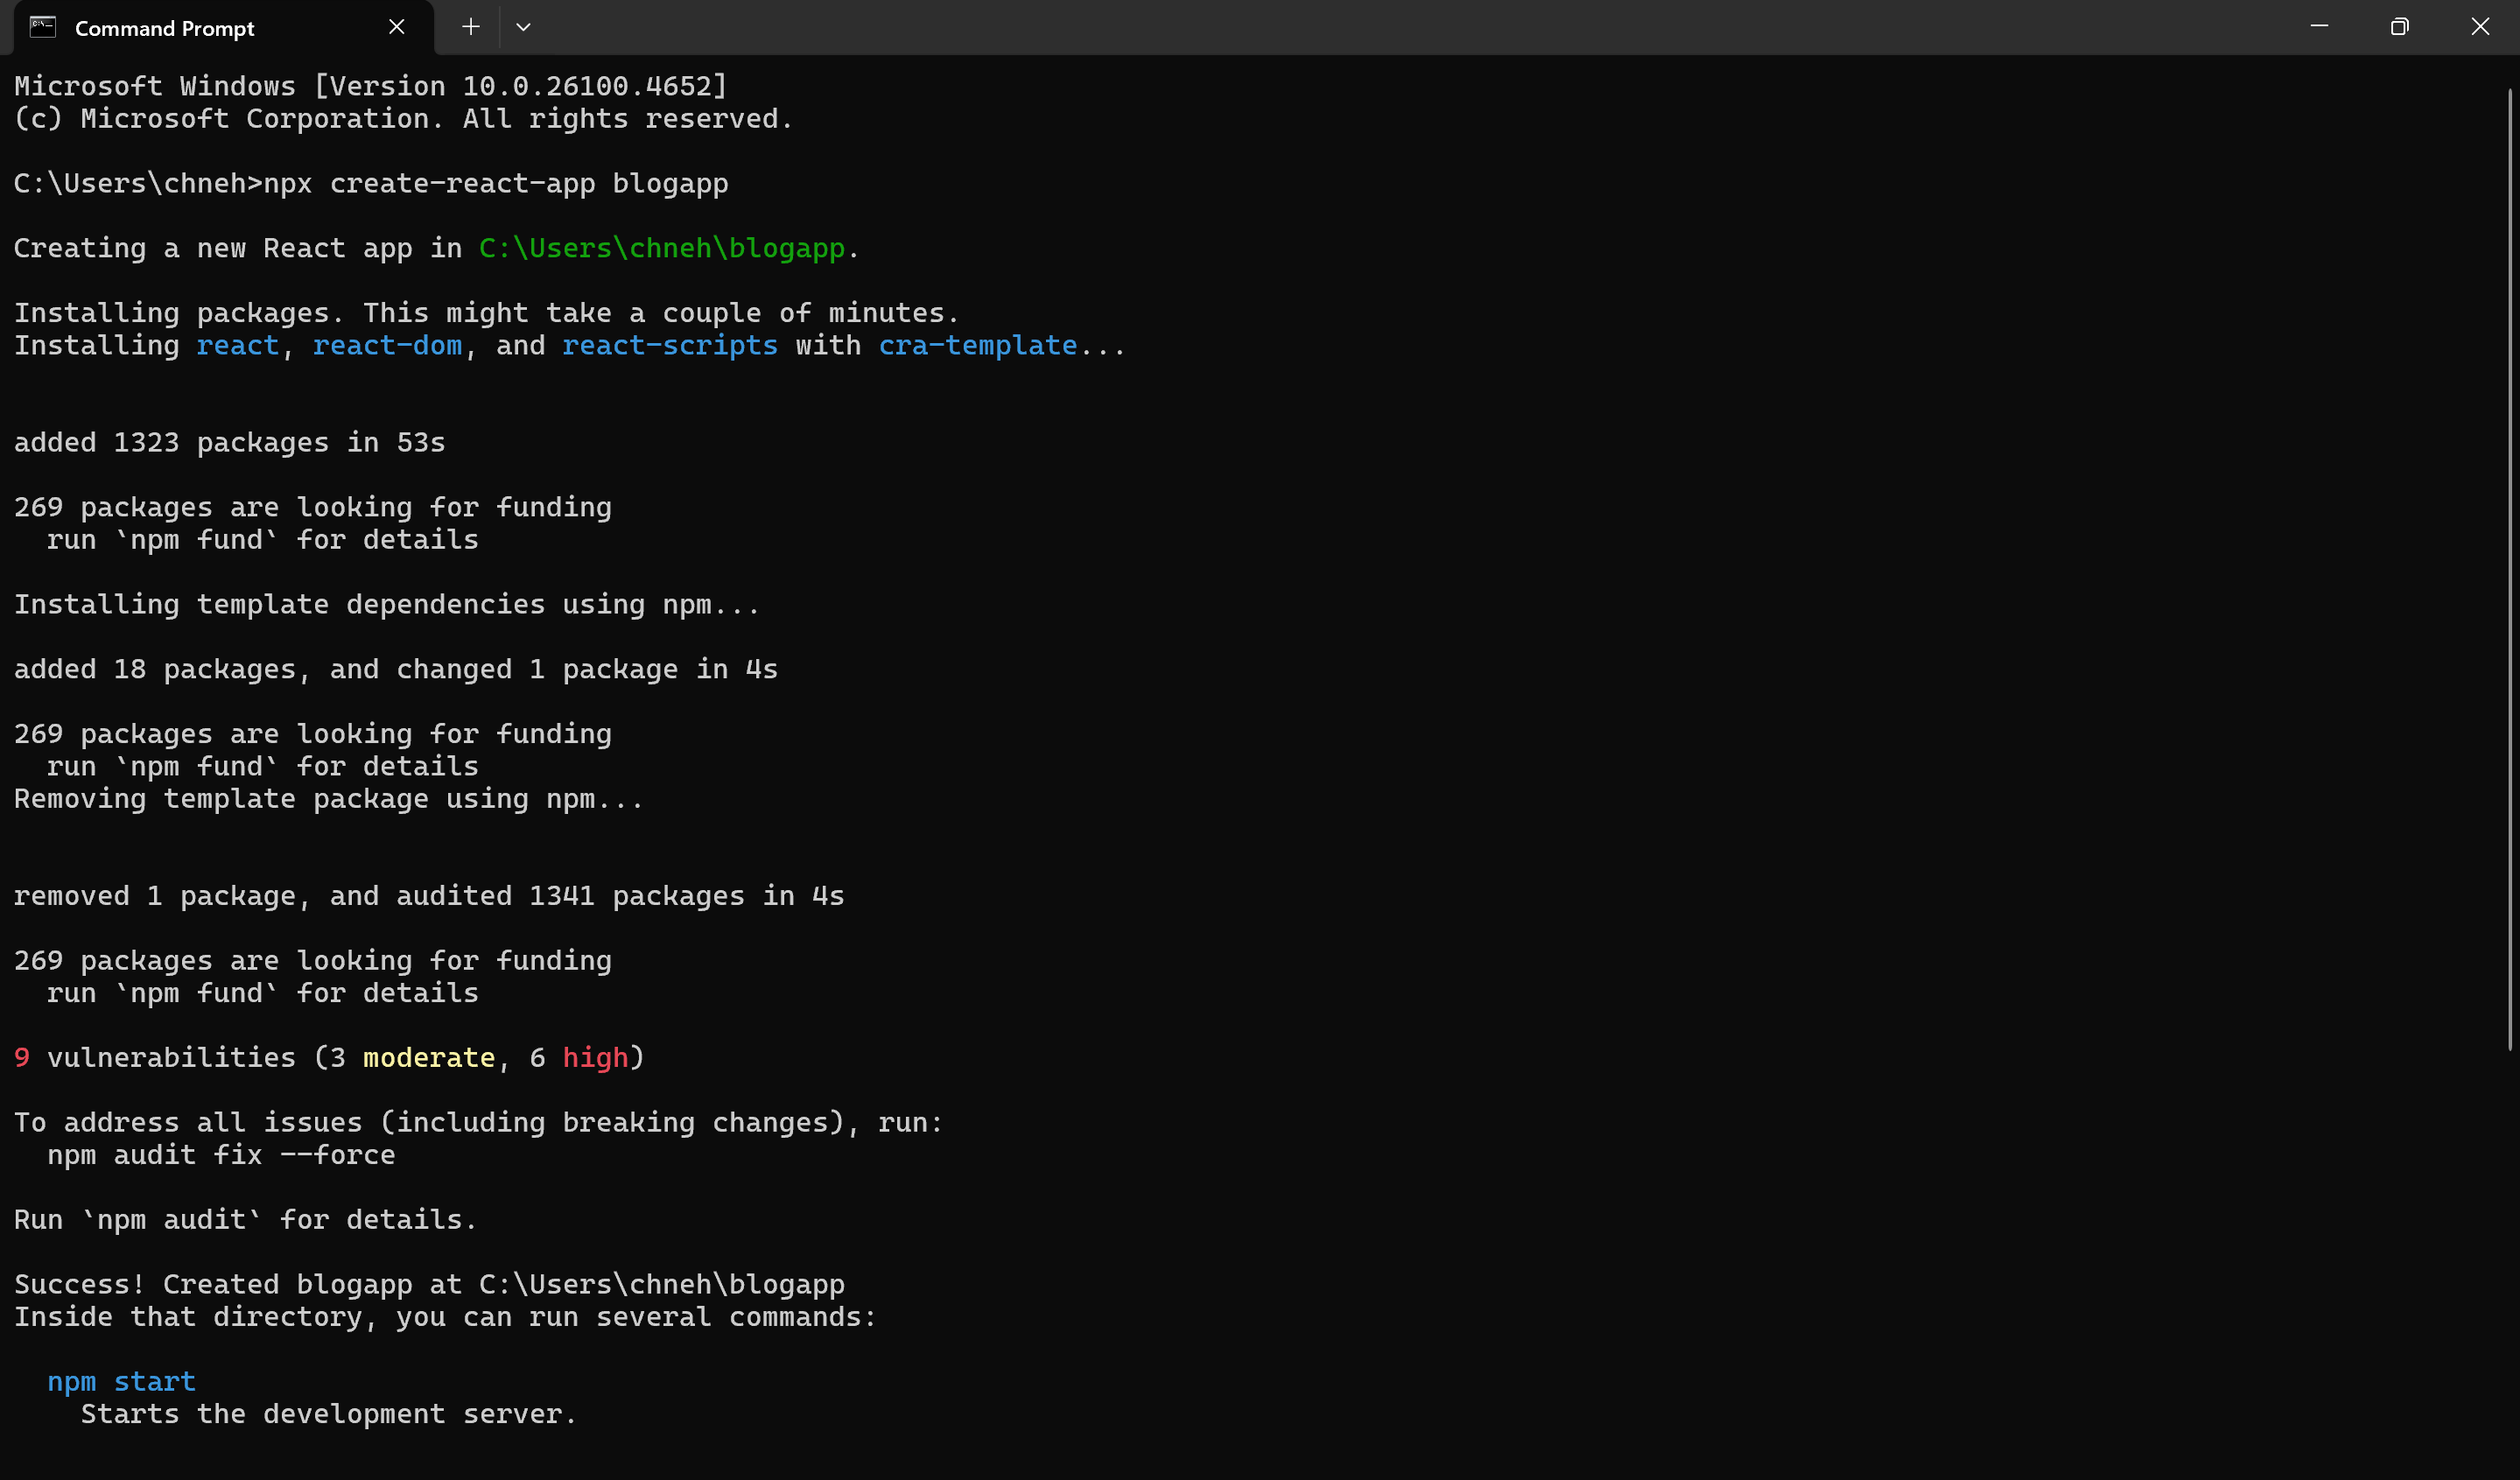 Command Prompt
Microsoft Windows [Version 10.0.26100.4652]
(c) Microsoft Corporation. All rights reserved.
C:\Users\chneh>npx create-react-app blogapp
Creating a new React app in C:\Users\chneh\blogapp.
Installing packages. This might take a couple of minutes.
Installing react, react-dom, and react-scripts with cra-template...
added 1323 packages in 53s
269 packages are looking for funding
  run `npm fund` for details
Installing template dependencies using npm...
added 18 packages, and changed 1 package in 4s
269 packages are looking for funding
  run `npm fund` for details
Removing template package using npm...
removed 1 package, and audited 1341 packages in 4s
269 packages are looking for funding
  run `npm fund` for details
9 vulnerabilities (3 moderate, 6 high)
To address all issues (including breaking changes), run:
  npm audit fix --force
Run `npm audit` for details.
Success! Created blogapp at C:\Users\chneh\blogapp
Inside that directory, you can run several commands:
  npm start
    Starts the development server.